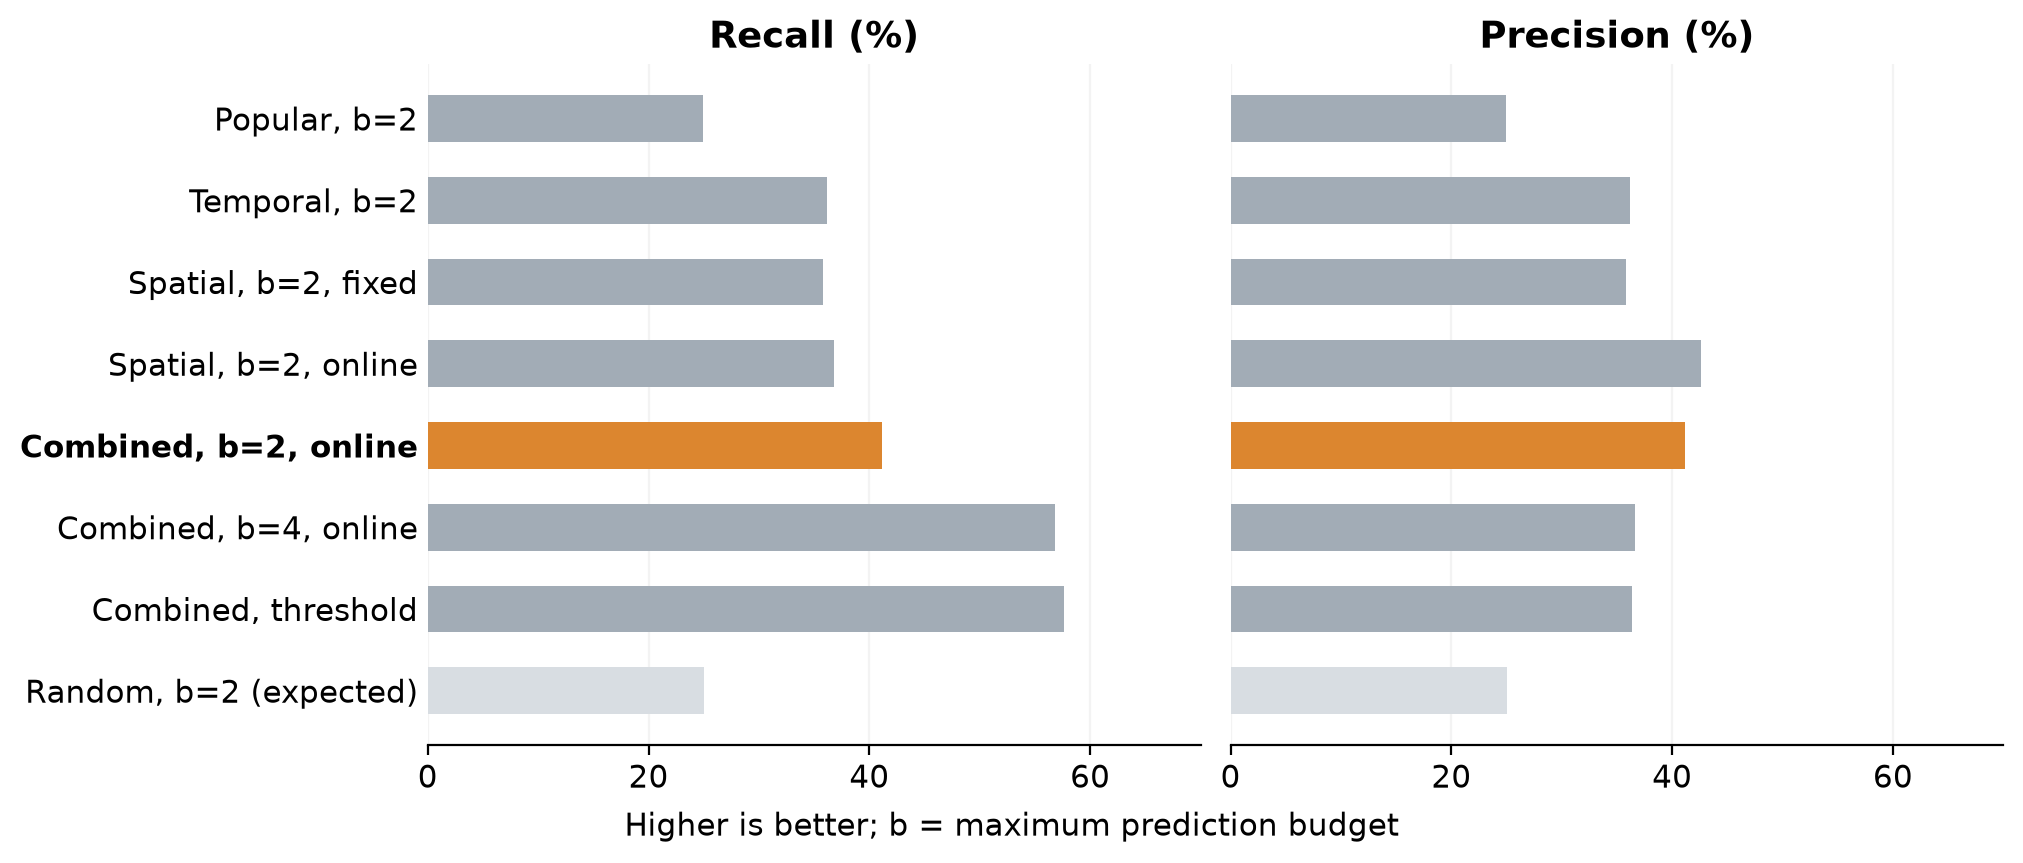 Recall (%)
Precision (%)
Popular, b=2
Temporal, b=2
Spatial, b=2, fixed
Spatial, b=2, online
Combined, b=2, online
Combined, b=4, online
Combined, threshold
Random, b=2 (expected)
0 20 40 60
0 20 40 60
Higher is better; b = maximum prediction budget